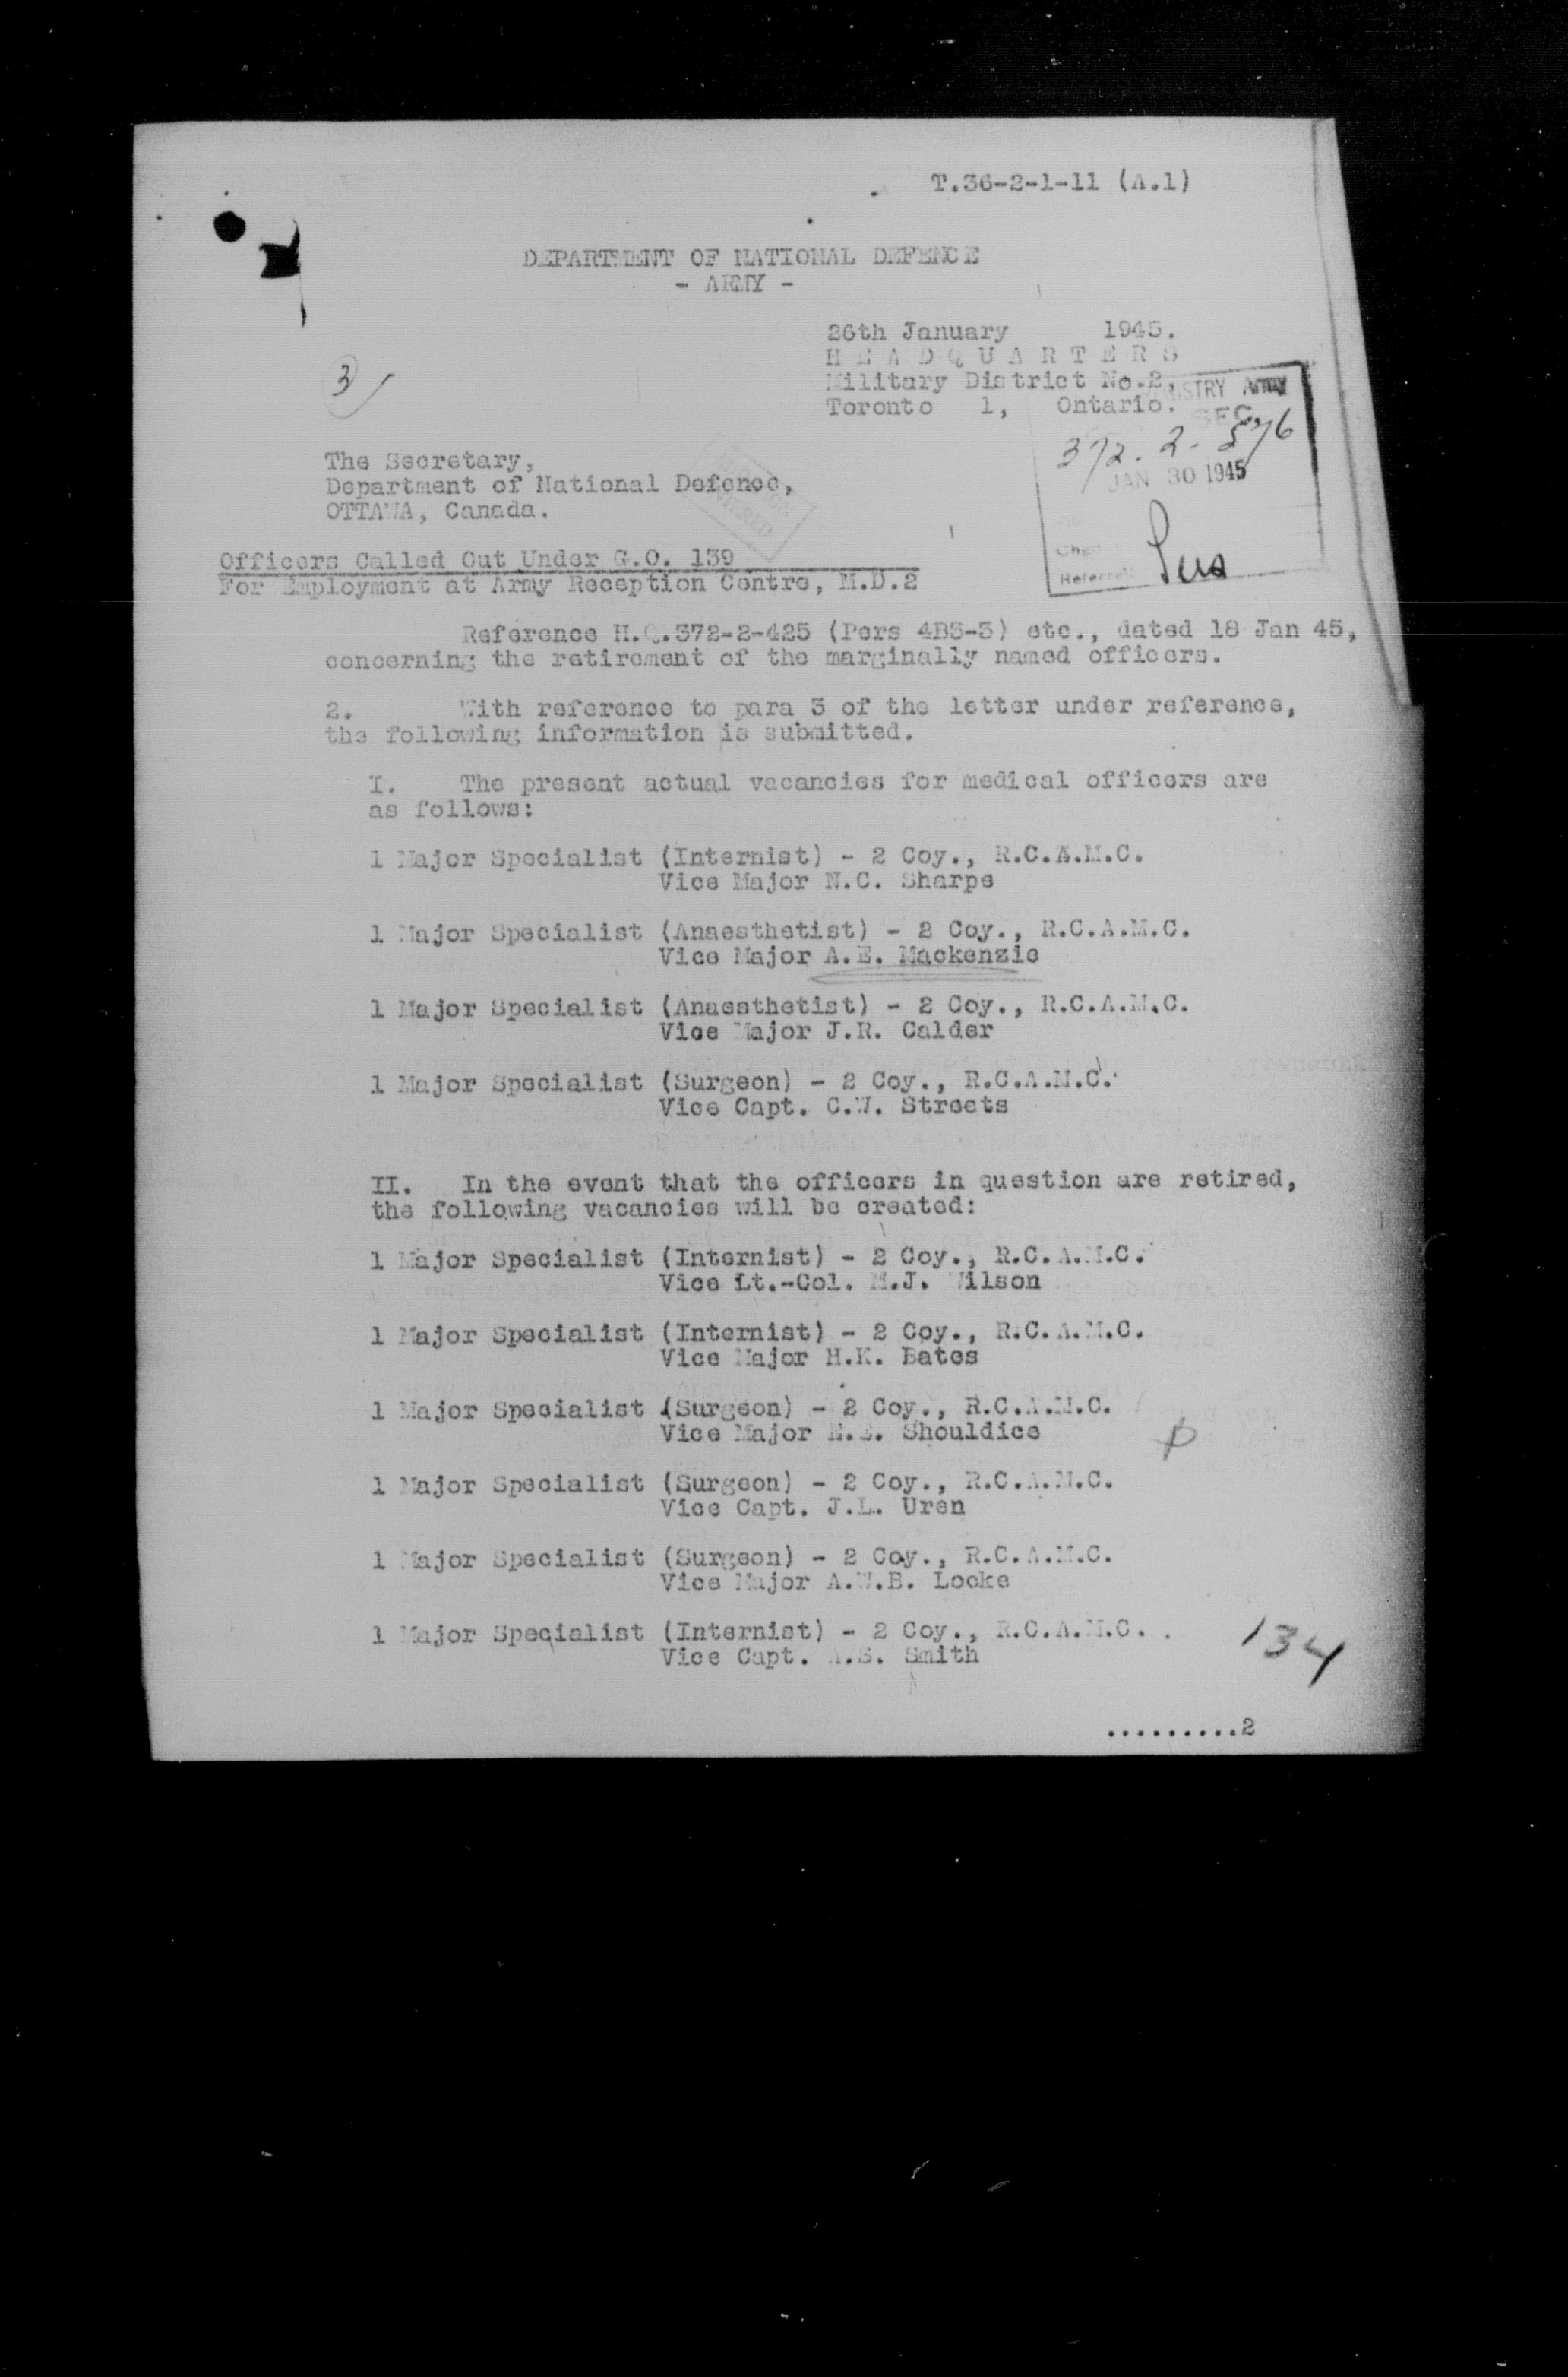 T.36-2-1-11 (A.1)
DEPARTMENT OF NATIONAL DEFENCE
- ARMY -
26th January 1945.
H E A D Q U A R T E R S
Military District No.2,
Toronto 1, Ontario.
REGISTRY Army
SEC.
372-2-576
JAN 30 1945
Chgd
Referred
3
The Secretary,
Department of National Defence,
OTTAWA, Canada.
Officers Called Out Under G.O. 139
For Employment at Army Reception Centre, M.D.2
Reference H.Q.372-2-425 (Pers 4B3-3) etc., dated 18 Jan 45,
concerning the retirement of the marginally named officers.
2. With reference to para 3 of the letter under reference,
the following information is submitted.
I. The present actual vacancies for medical officers are
as follows:
1 Major Specialist (Internist) - 2 Coy., R.C.A.M.C.
Vice Major N.C. Sharpe
1 Major Specialist (Anaesthetist) - 2 Coy., R.C.A.M.C.
Vice Major A.E. Mackenzie
1 Major Specialist (Anaesthetist) - 2 Coy., R.C.A.M.C.
Vice Major J.R. Calder
1 Major Specialist (Surgeon) - 2 Coy., R.C.A.M.C.
Vice Capt. C.W. Streets
II. In the event that the officers in question are retired,
the following vacancies will be created:
1 Major Specialist (Internist) - 2 Coy., R.C.A.M.C.
Vice Lt.-Col. M.J. Wilson
1 Major Specialist (Internist) - 2 Coy., R.C.A.M.C.
Vice Major H.K. Bates
1 Major Specialist (Surgeon) - 2 Coy., R.C.A.M.C.
Vice Major E.E. Shouldice
1 Major Specialist (Surgeon) - 2 Coy., R.C.A.M.C.
Vice Capt. J.L. Uren
1 Major Specialist (Surgeon) - 2 Coy., R.C.A.M.C.
Vice Major A.W.B. Locke
1 Major Specialist (Internist) - 2 Coy., R.C.A.M.C.
Vice Capt. Smith
134
.........2